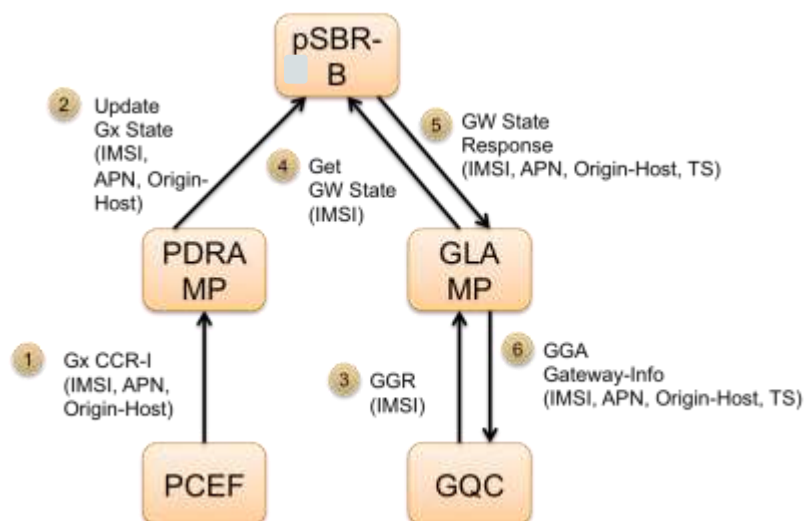 pSBR-
B
2
Update
Gx State
(IMSI,
APN, Origin-
Host)
4
Get
GW State
(IMSI)
5
GW State
Response
(IMSI, APN, Origin-Host, TS)
PDRA
MP
GLA
MP
1
Gx CCR-I
(IMSI, APN,
Origin-Host)
3
GGR
(IMSI)
6
GGA
Gateway-Info
(IMSI, APN, Origin-Host, TS)
PCEF
GQC